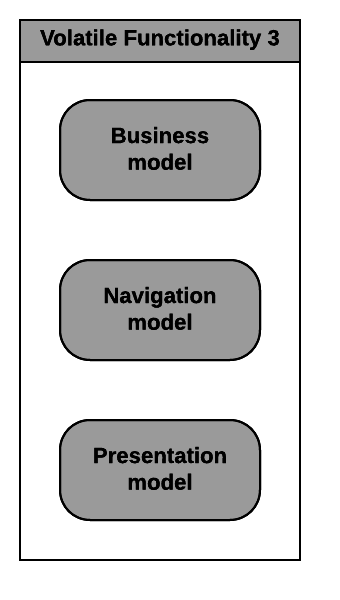 Volatile Functionality 3
Business
model
Navigation
model
Presentation
model